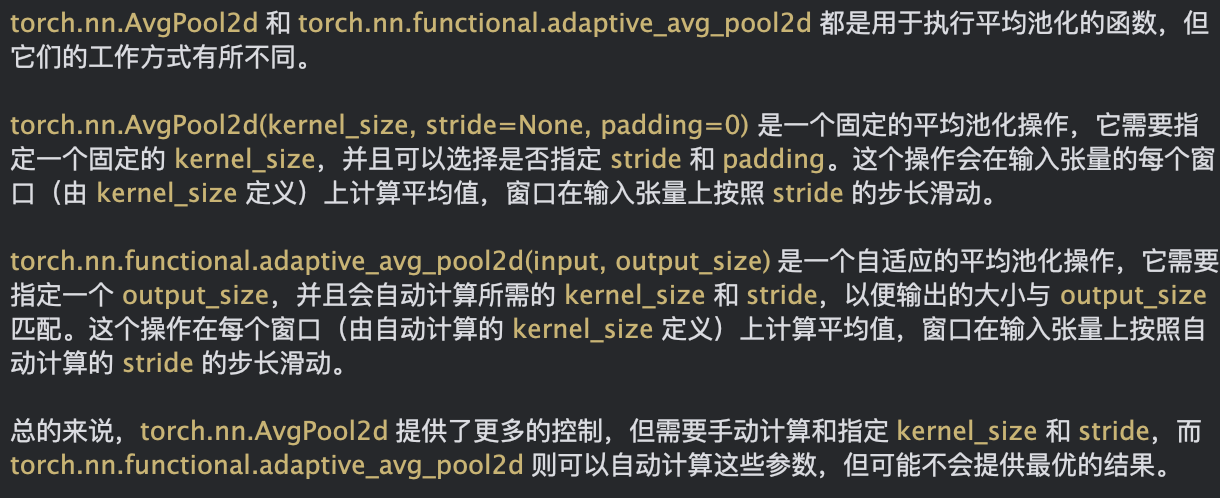 torch.nn.AvgPool2d 和 torch.nn.functional.adaptive_avg_pool2d 都是用于执行平均池化的函数，但
它们的工作方式有所不同。
torch.nn.AvgPool2d(kernel_size, stride=None, padding=0) 是一个固定的平均池化操作，它需要指
定一个固定的 kernel_size，并且可以选择是否指定 stride 和 padding。这个操作会在输入张量的每个窗
口（由 kernel_size 定义）上计算平均值，窗口在输入张量上按照 stride 的步长滑动。
torch.nn.functional.adaptive_avg_pool2d(input, output_size) 是一个自适应的平均池化操作，它需要
指定一个 output_size，并且会自动计算所需的 kernel_size 和 stride，以便输出的大小与 output_size
匹配。这个操作在每个窗口（由自动计算的 kernel_size 定义）上计算平均值，窗口在输入张量上按照自
动计算的 stride 的步长滑动。
总的来说，torch.nn.AvgPool2d 提供了更多的控制，但需要手动计算和指定 kernel_size 和 stride，而
torch.nn.functional.adaptive_avg_pool2d 则可以自动计算这些参数，但可能不会提供最优的结果。